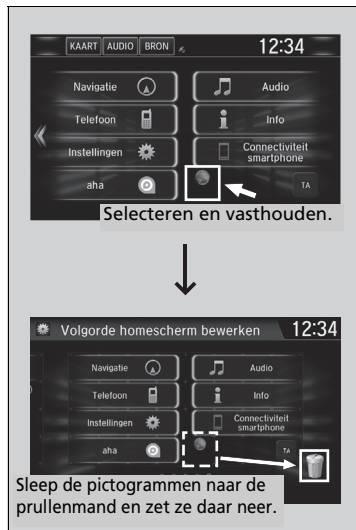 KAART AUDIO BRON 12:34
Navigatie Audio
Telefoon Info
Instellingen Connectiviteit
smartphone
aha TA
Selecteren en vasthouden.
Volgorde homescherm bewerken 12:34
Navigatie Audio
Telefoon Info
Instellingen Connectiviteit
smartphone
aha TA
Sleep de pictogrammen naar de
prullenmand en zet ze daar neer.